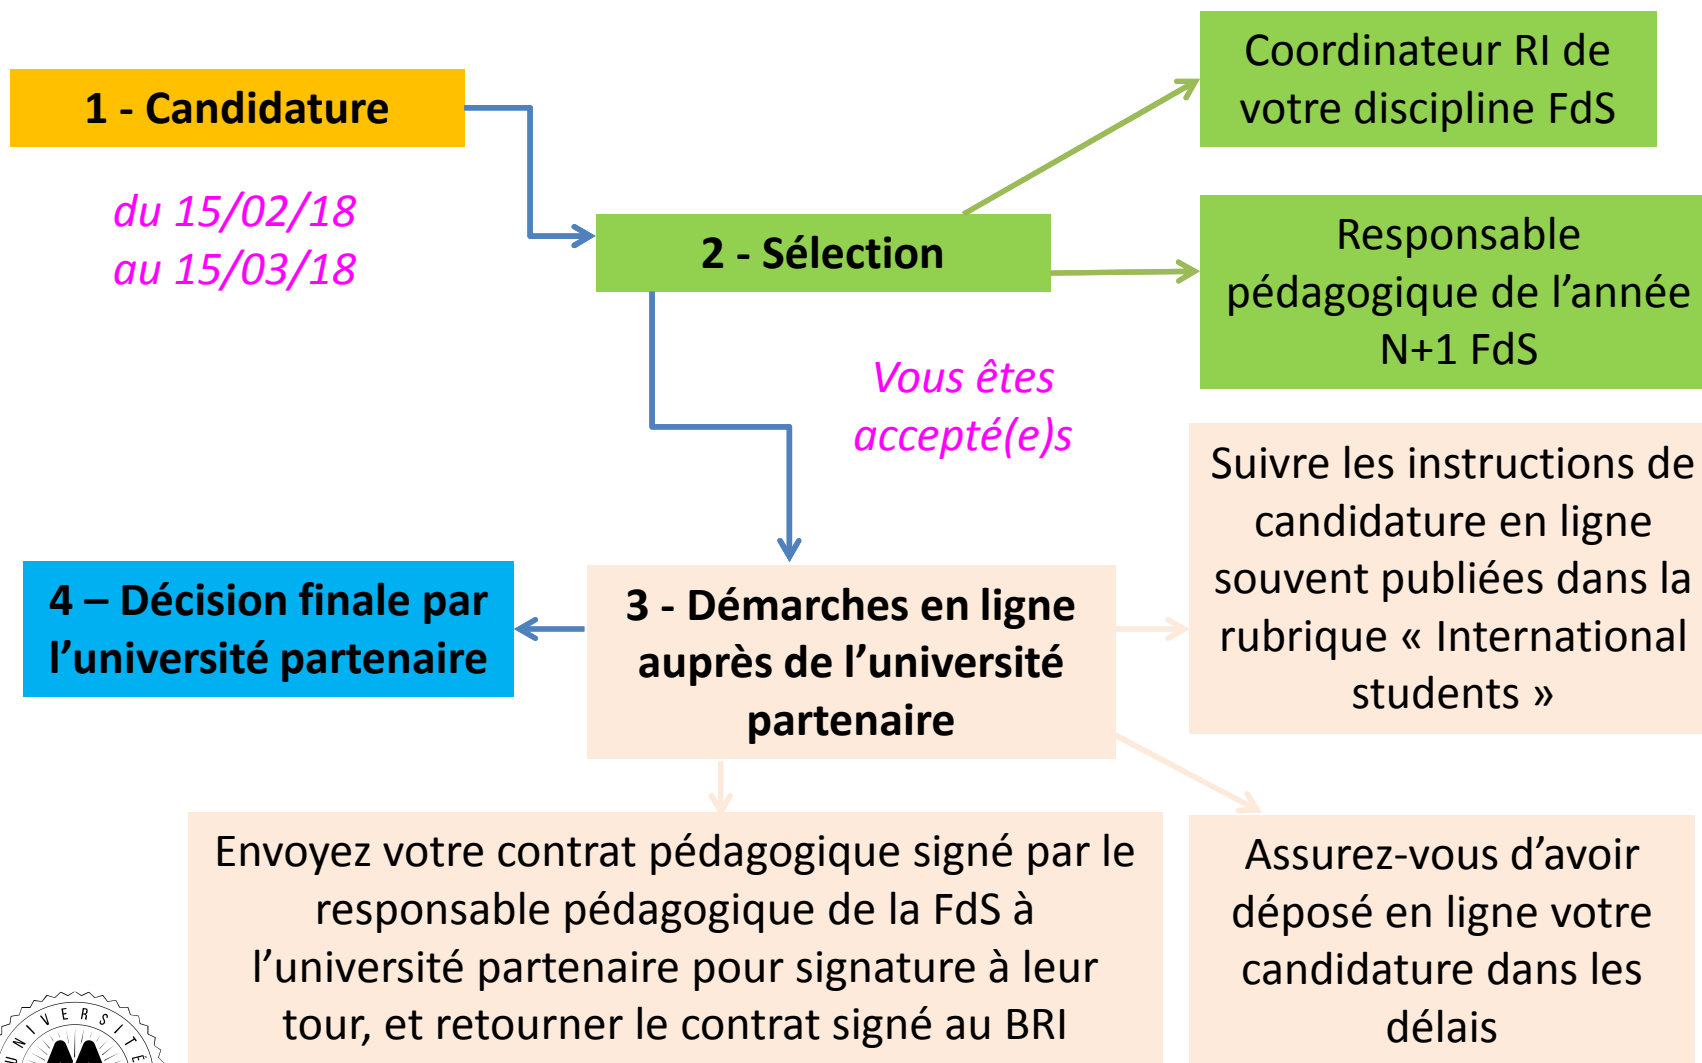 1 - Candidature
du 15/02/18
au 15/03/18
2 - Sélection
Coordinateur RI de
votre discipline FdS
Responsable
pédagogique de l’année
N+1 FdS
Vous êtes
accepté(e)s
3 - Démarches en ligne
auprès de l’université
partenaire
Suivre les instructions de
candidature en ligne
souvent publiées dans la
rubrique « International
students »
4 – Décision finale par
l’université partenaire
Envoyez votre contrat pédagogique signé par le
responsable pédagogique de la FdS à
l’université partenaire pour signature à leur
tour, et retourner le contrat signé au BRI
Assurez-vous d’avoir
déposé en ligne votre
candidature dans les
délais
UNIVERSITÉ